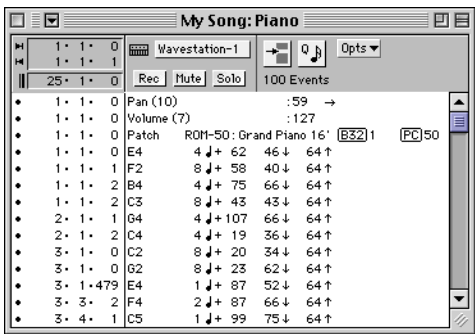 My Song: Piano
1· 1· 0
1· 1· 1
25· 1· 0
Wavestation-1
Opts
Rec Mute Solo
100 Events
1· 1· 0 Pan (10) :59 →
1· 1· 0 Volume (7) :127
1· 1· 0 Patch ROM-50: Grand Piano 16' B32 1 PC 50
1· 1· 0 E4 4♩+ 62 46↓ 64↑
1· 1· 1 F2 8♩+ 58 40↓ 64↑
1· 1· 2 B4 4♩+ 75 66↓ 64↑
1· 1· 2 C3 8♩+ 43 43↓ 64↑
2· 1· 1 G4 4♩+107 66↓ 64↑
2· 1· 2 C4 4♩+ 19 36↓ 64↑
3· 1· 0 C2 8♩+ 20 34↓ 64↑
3· 1· 0 G2 8♩+ 23 62↓ 64↑
3· 1·479 E4 1♩+ 87 52↓ 64↑
3· 3· 2 F4 2♩+ 87 66↓ 64↑
3· 4· 1 C5 1♩+ 99 75↓ 64↑